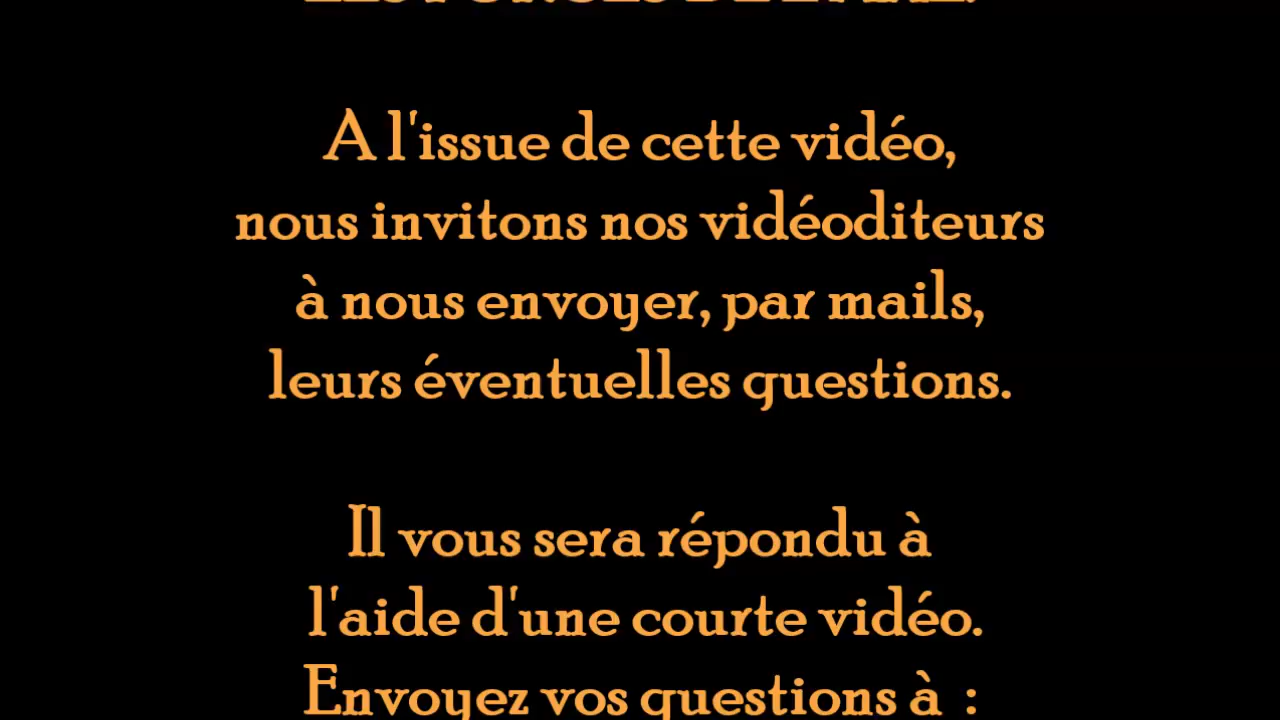 A l'issue de cette vidéo,
nous invitons nos vidéoditeurs
à nous envoyer, par mails,
leurs éventuelles questions.
Il vous sera répondu à
l'aide d'une courte vidéo.
Envoyez vos questions à :